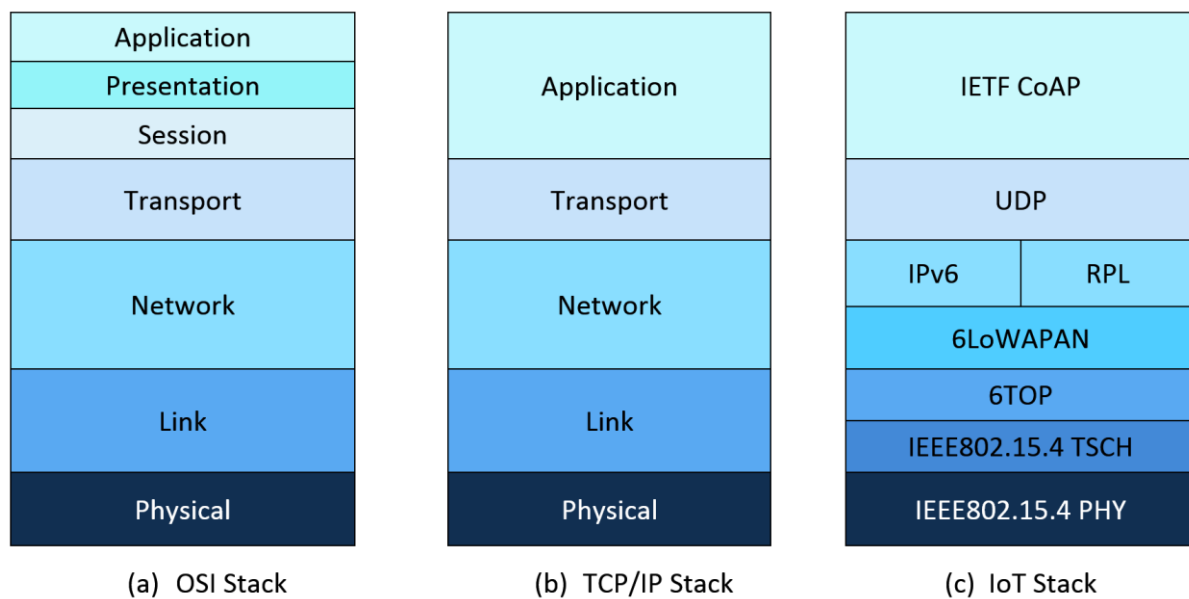 Application
Presentation
Session
Transport
Network
Link
Physical
(a) OSI Stack
Application
Transport
Network
Link
Physical
(b) TCP/IP Stack
IETF CoAP
UDP
IPv6
RPL
6LoWAPAN
6TOP
IEEE802.15.4 TSCH
IEEE802.15.4 PHY
(c) IoT Stack